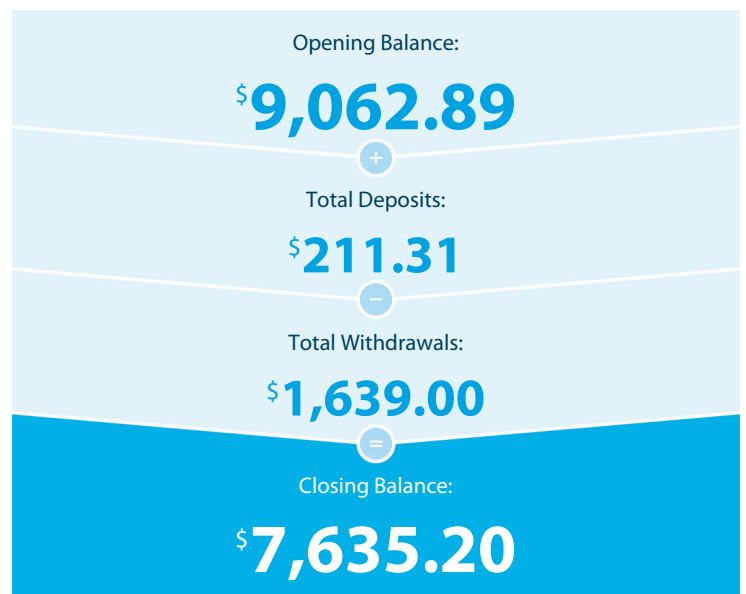 Opening Balance:
$9,062.89
+
Total Deposits:
$211.31
−
Total Withdrawals:
$1,639.00
=
Closing Balance:
$7,635.20